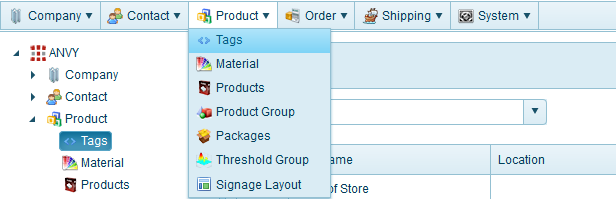 Company ▾ Contact ▾ Product ▾ Order ▾ Shipping ▾ System ▾
ANVY
Company
Contact
Product
Tags
Material
Products
Tags
Material
Products
Product Group
Packages
Threshold Group
Signage Layout
ame Location
of Store